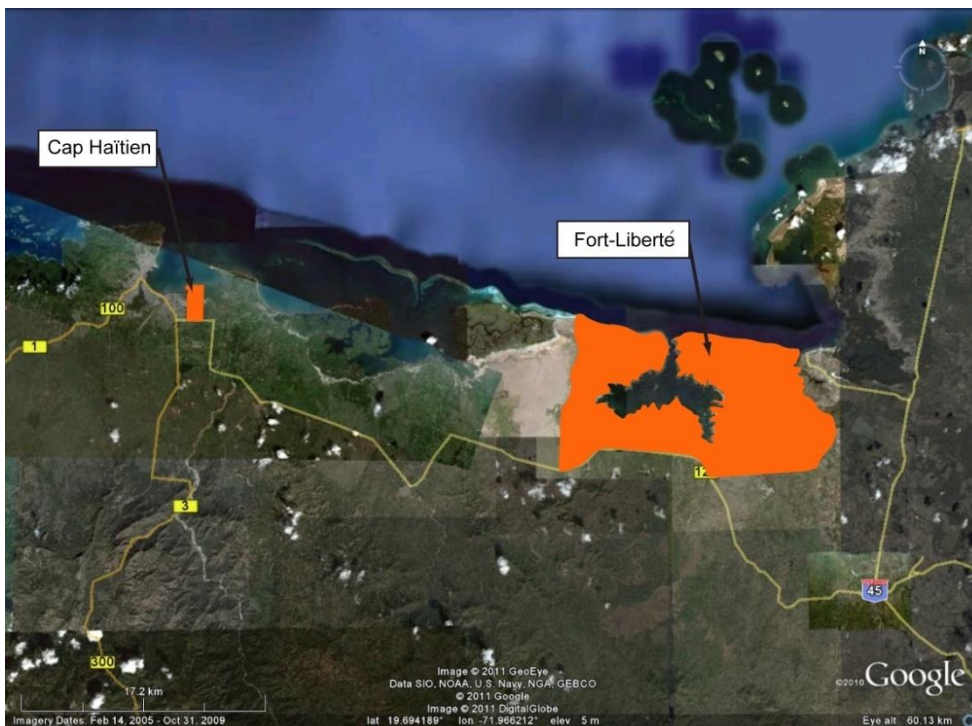 N
Cap Haïtien
Fort-Liberté
100
1
12
3
45
300
17.2 km
Image © 2011 GeoEye
Data SIO, NOAA, U.S. Navy, NGA, GEBCO
© 2011 Google
Image © 2011 DigitalGlobe
©2010 Google
Imagery Dates: Feb 14, 2005 - Oct 31, 2009
lat 19.694189° lon -71.966212° elev 5 m
Eye alt 60.13 km